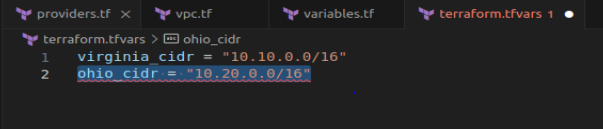 providers.tf
vpc.tf
variables.tf
terraform.tfvars 1
terraform.tfvars > ohio_cidr
1 virginia_cidr = "10.10.0.0/16"
2 ohio_cidr = "10.20.0.0/16"